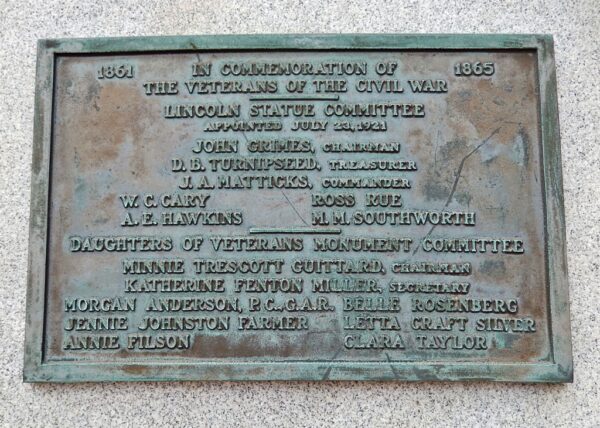 1861 IN COMMEMORATION OF 1865
THE VETERANS OF THE CIVIL WAR
LINCOLN STATUE COMMITTEE
APPOINTED JULY 23, 1921
JOHN GRIMES, CHAIRMAN
D. B. TURNIPSEED, TREASURER
J. A. MATTICKS, COMMANDER
W. C. CARY ROSS RUE
A. E. HAWKINS M. M. SOUTHWORTH
DAUGHTERS OF VETERANS MONUMENT COMMITTEE
MINNIE TRESCOTT GUITTARD, CHAIRMAN
KATHERINE FENTON MILLER, SECRETARY
MORGAN ANDERSON, P.C., G.A.R. BELLE ROSENBERG
JENNIE JOHNSTON FARMER LETTA CRAFT SILVER
ANNIE FILSON CLARA TAYLOR